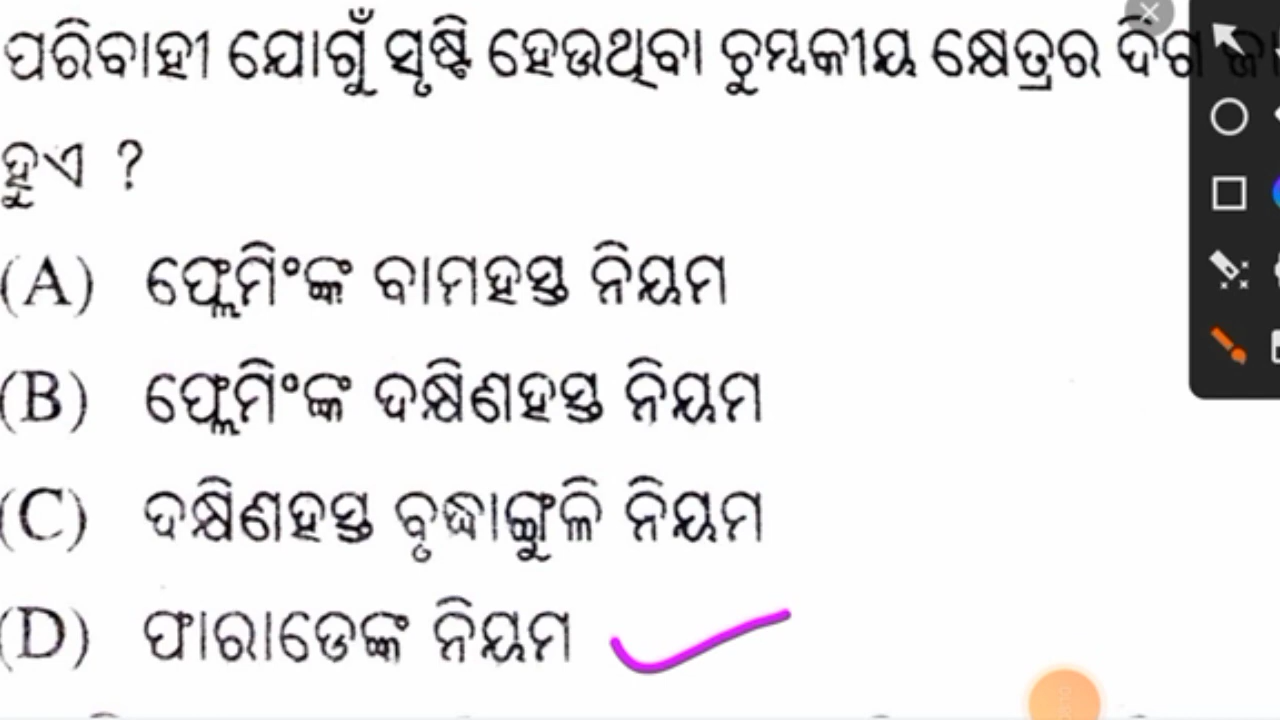 ପରିବାହୀ ଯୋଗୁଁ ସୃଷ୍ଟି ହେଉଥିବା ଚୁମ୍ବକୀୟ କ୍ଷେତ୍ରର ଦିଗ
ହୁଏ ?
(A) ଫ୍ଲେମିଂଙ୍କ ବାମହସ୍ତ ନିୟମ
(B) ଫ୍ଲେମିଂଙ୍କ ଦକ୍ଷିଣହସ୍ତ ନିୟମ
(C) ଦକ୍ଷିଣହସ୍ତ ବୃଦ୍ଧାଙ୍ଗୁଳି ନିୟମ
(D) ଫାରାଡେଙ୍କ ନିୟମ